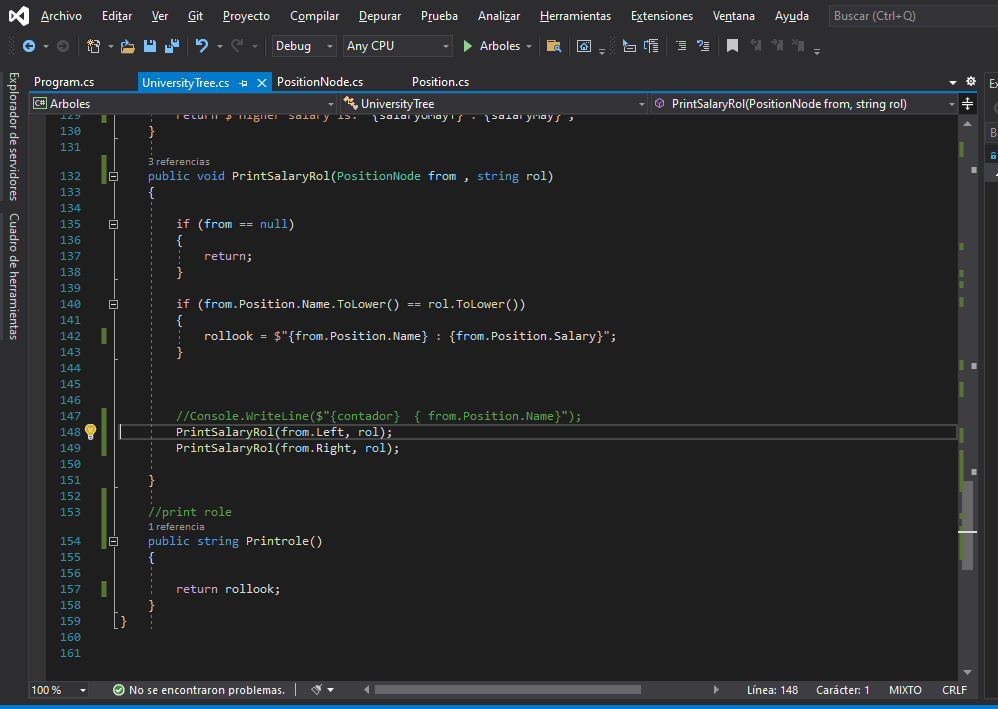 Archivo Editar Ver Git Proyecto Compilar Depurar Prueba Analizar Herramientas Extensiones Ventana Ayuda Buscar (Ctrl+Q)
Debug Any CPU Arboles
Explorador de servidores
Cuadro de herramientas
Program.cs UniversityTree.cs PositionNode.cs Position.cs
C# Arboles UniversityTree PrintSalaryRol(PositionNode from, string rol)
129 return $"higher salary is:
130 }
131
3 referencias
132 public void PrintSalaryRol(PositionNode from , string rol)
133 {
134
135 if (from == null)
136 {
137 return;
138 }
139
140 if (from.Position.Name.ToLower() == rol.ToLower())
141 {
142 rollook = $"{from.Position.Name} : {from.Position.Salary}";
143 }
144
145
146
147 //Console.WriteLine($"{contador}  { from.Position.Name}");
148 PrintSalaryRol(from.Left, rol);
149 PrintSalaryRol(from.Right, rol);
150
151 }
152
153 //print role
1 referencia
154 public string Printrole()
155 {
156
157 return rollook;
158 }
159 }
160
161
100 % No se encontraron problemas. Línea: 148 Carácter: 1 MIXTO CRLF